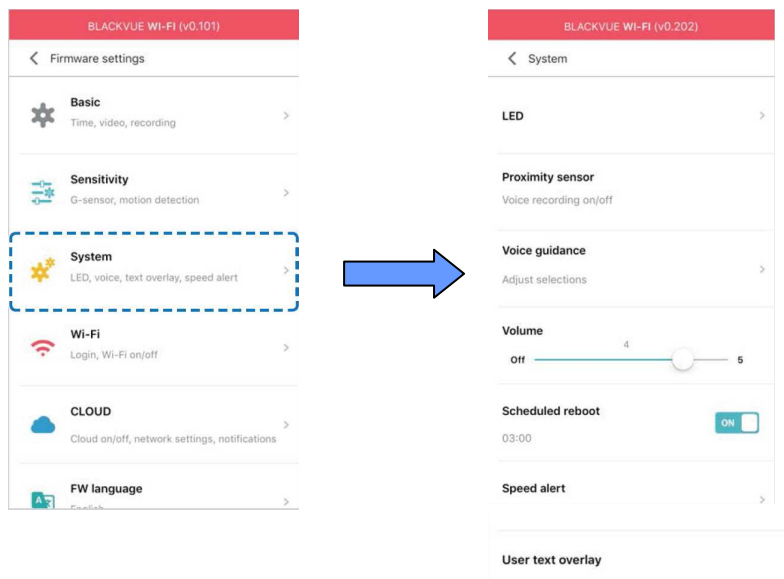 BLACKVUE WI-FI (v0.101)
Firmware settings
Basic
Time, video, recording
Sensitivity
G-sensor, motion detection
System
LED, voice, text overlay, speed alert
Wi-Fi
Login, Wi-Fi on/off
CLOUD
Cloud on/off, network settings, notifications
FW language
English
BLACKVUE WI-FI (v0.202)
System
LED
Proximity sensor
Voice recording on/off
Voice guidance
Adjust selections
Volume
4
Off 5
Scheduled reboot
ON
03:00
Speed alert
User text overlay